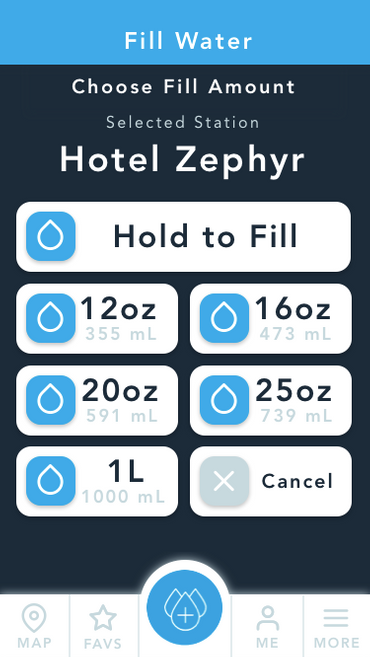 Fill Water
Choose Fill Amount
Selected Station
Hotel Zephyr
Hold to Fill
12oz
355 mL
16oz
473 mL
20oz
591 mL
25oz
739 mL
1L
1000 mL
Cancel
MAP
FAVS
ME
MORE